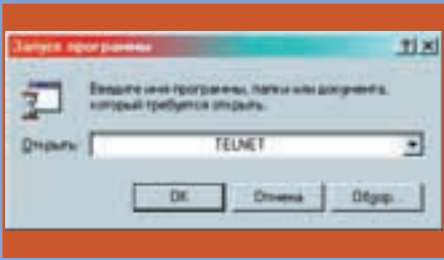 Запуск программы
Введите имя программы, папки или документа,
который требуется открыть.
Открыть: TELNET
OK Отмена Обзор...